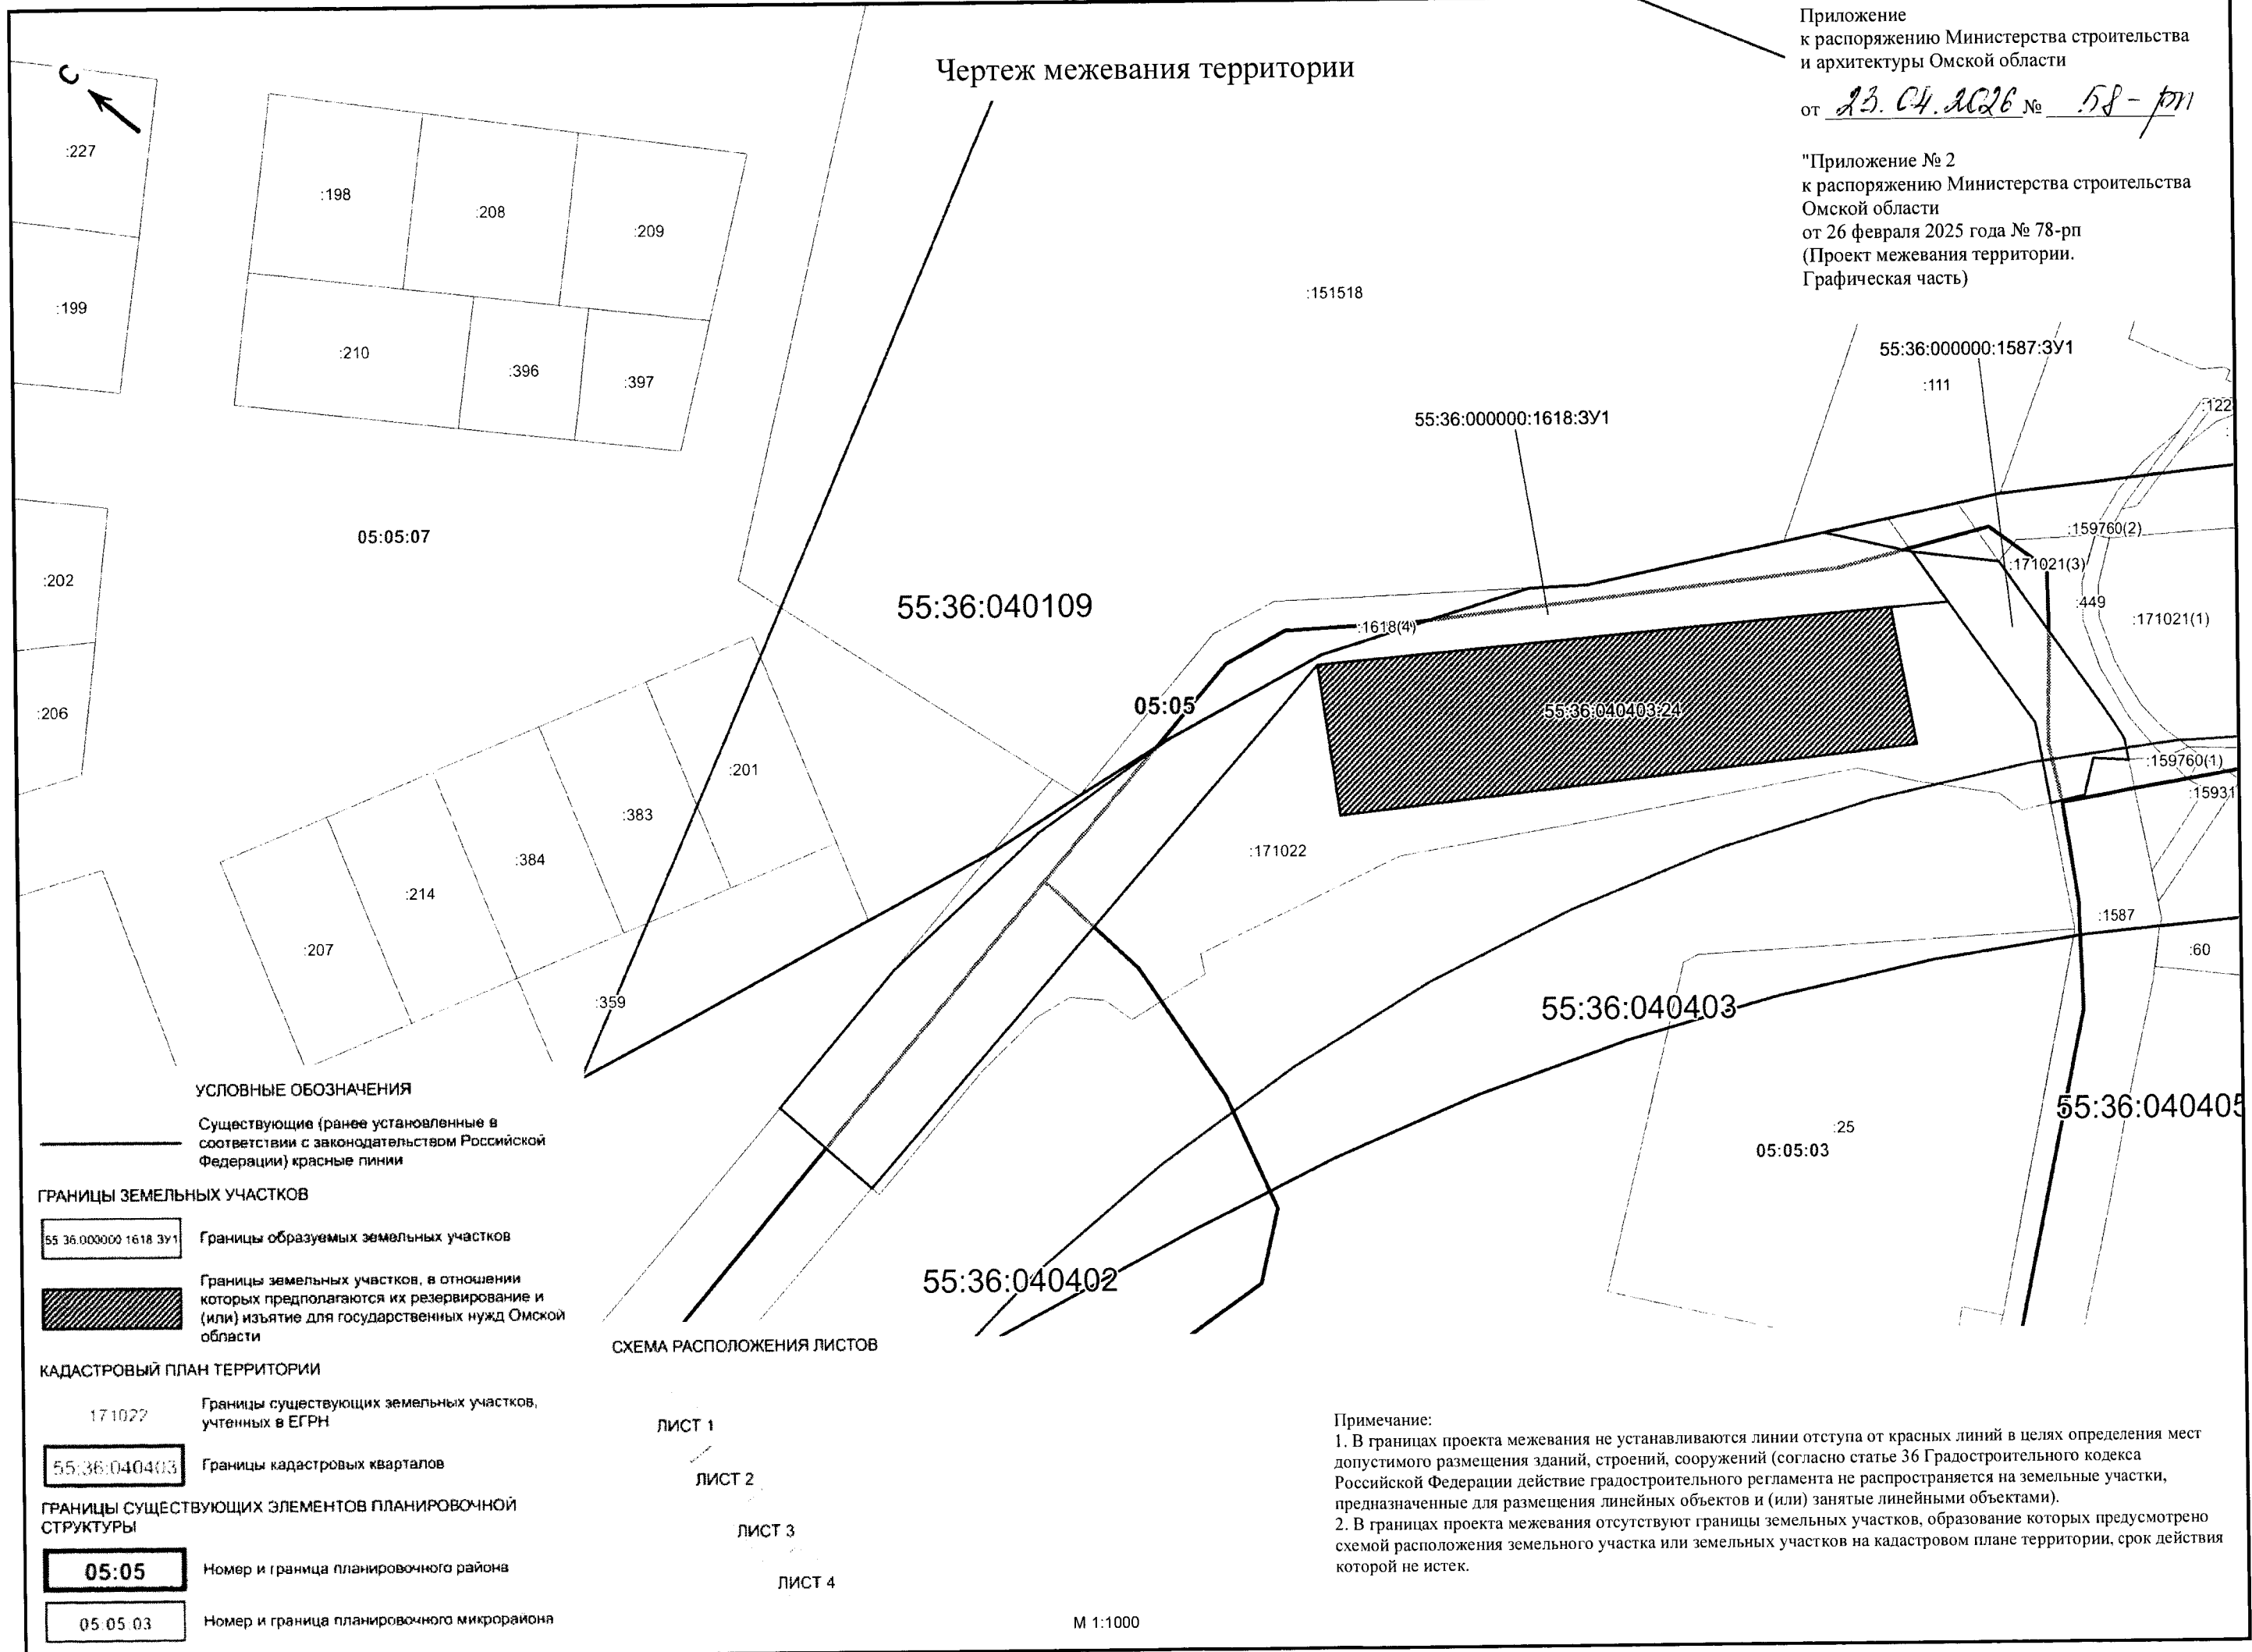 Приложение
к распоряжению Министерства строительства
и архитектуры Омской области
от 23.04.2026 № 58-рп
"Приложение № 2
к распоряжению Министерства строительства
Омской области
от 26 февраля 2025 года № 78-рп
(Проект межевания территории.
Графическая часть)
Чертеж межевания территории
С
:227
:198
:208
:209
:199
:210
:396
:397
:151518
55:36:000000:1587:ЗУ1
:111
:122
55:36:000000:1618:ЗУ1
05:05:07
:159760(2)
:171021(3)
:202
55:36:040109
:449
:171021(1)
:1618(4)
:206
05:05
55:36:040403:24
:201
:159760(1)
:15931
:383
:171022
:384
:214
:207
:1587
:60
:359
55:36:040403
55:36:040405
:25
05:05:03
55:36:040402
УСЛОВНЫЕ ОБОЗНАЧЕНИЯ
Существующие (ранее установленные в
соответствии с законодательством Российской
Федерации) красные линии
ГРАНИЦЫ ЗЕМЕЛЬНЫХ УЧАСТКОВ
55 36.000000 1618 ЗУ1
Границы образуемых земельных участков
Границы земельных участков, в отношении
которых предполагаются их резервирование и
(или) изъятие для государственных нужд Омской
области
КАДАСТРОВЫЙ ПЛАН ТЕРРИТОРИИ
171022
Границы существующих земельных участков,
учтенных в ЕГРН
55:36:040403
Границы кадастровых кварталов
ГРАНИЦЫ СУЩЕСТВУЮЩИХ ЭЛЕМЕНТОВ ПЛАНИРОВОЧНОЙ
СТРУКТУРЫ
05:05
Номер и граница планировочного района
05:05:03
Номер и граница планировочного микрорайона
СХЕМА РАСПОЛОЖЕНИЯ ЛИСТОВ
ЛИСТ 1
ЛИСТ 2
ЛИСТ 3
ЛИСТ 4
М 1:1000
Примечание:
1. В границах проекта межевания не устанавливаются линии отступа от красных линий в целях определения мест
допустимого размещения зданий, строений, сооружений (согласно статье 36 Градостроительного кодекса
Российской Федерации действие градостроительного регламента не распространяется на земельные участки,
предназначенные для размещения линейных объектов и (или) занятые линейными объектами).
2. В границах проекта межевания отсутствуют границы земельных участков, образование которых предусмотрено
схемой расположения земельного участка или земельных участков на кадастровом плане территории, срок действия
которой не истек.